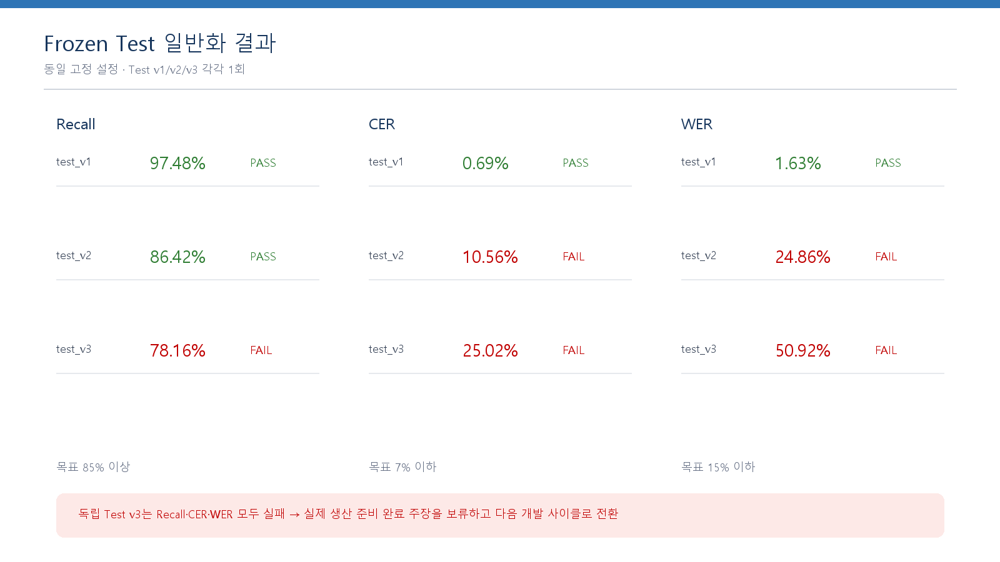 Frozen Test 일반화 결과
동일 고정 설정 · Test v1/v2/v3 각각 1회
Recall
test_v1 97.48% PASS
test_v2 86.42% PASS
test_v3 78.16% FAIL
목표 85% 이상
CER
test_v1 0.69% PASS
test_v2 10.56% FAIL
test_v3 25.02% FAIL
목표 7% 이하
WER
test_v1 1.63% PASS
test_v2 24.86% FAIL
test_v3 50.92% FAIL
목표 15% 이하
독립 Test v3는 Recall·CER·WER 모두 실패 → 실제 생산 준비 완료 주장을 보류하고 다음 개발 사이클로 전환